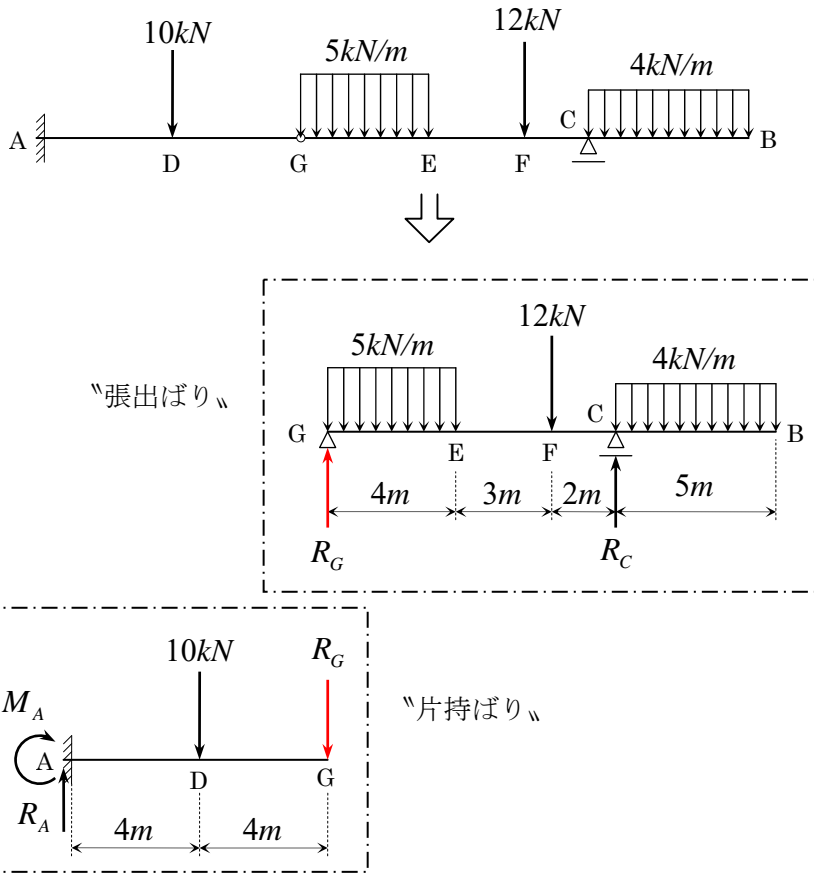 10kN
5kN/m
12kN
4kN/m
A
D
G
E
F
C
B
12kN
5kN/m
4kN/m
〝張出ばり〟
G
E
F
C
B
4m
3m
2m
5m
R_G
R_C
10kN
R_G
M_A
〝片持ばり〟
A
D
G
R_A
4m
4m